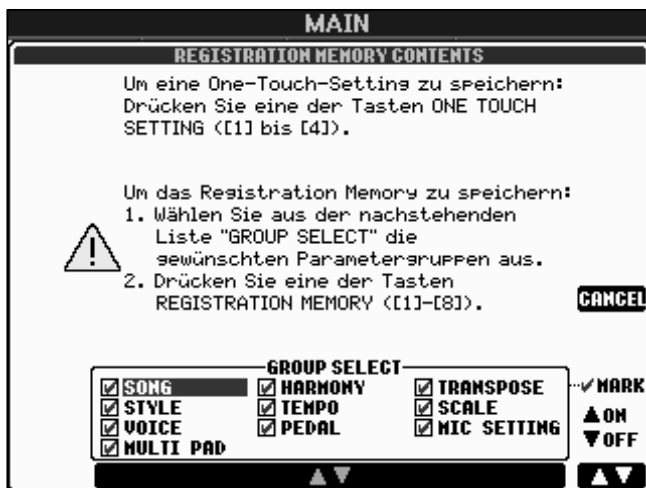 MAIN
REGISTRATION MEMORY CONTENTS
Um eine One-Touch-Setting zu speichern:
Drücken Sie eine der Tasten ONE TOUCH
SETTING ([1] bis [4]).
Um das Registration Memory zu speichern:
1. Wählen Sie aus der nachstehenden
Liste "GROUP SELECT" die
gewünschten Parametergruppen aus.
2. Drücken Sie eine der Tasten
REGISTRATION MEMORY ([1]-[8]).
CANCEL
GROUP SELECT
SONG HARMONY TRANSPOSE
STYLE TEMPO SCALE
VOICE PEDAL MIC SETTING
MULTI PAD
MARK
ON
OFF